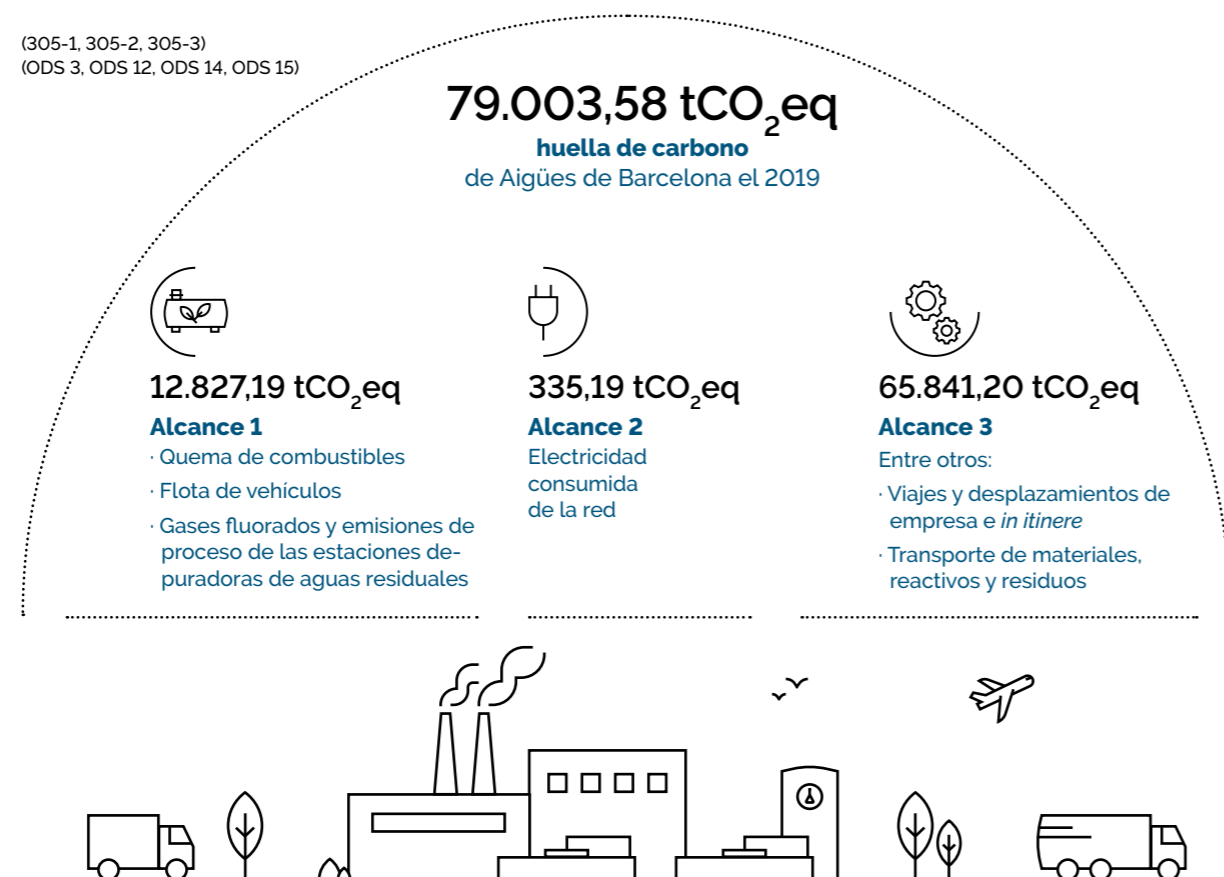 (305-1, 305-2, 305-3)
(ODS 3, ODS 12, ODS 14, ODS 15)
79.003,58 tCO₂eq
huella de carbono
de Aigües de Barcelona el 2019
12.827,19 tCO₂eq
Alcance 1
· Quema de combustibles
· Flota de vehículos
· Gases fluorados y emisiones de
proceso de las estaciones de-
puradoras de aguas residuales
335,19 tCO₂eq
Alcance 2
Electricidad
consumida
de la red
65.841,20 tCO₂eq
Alcance 3
Entre otros:
· Viajes y desplazamientos de
empresa e in itinere
· Transporte de materiales,
reactivos y residuos